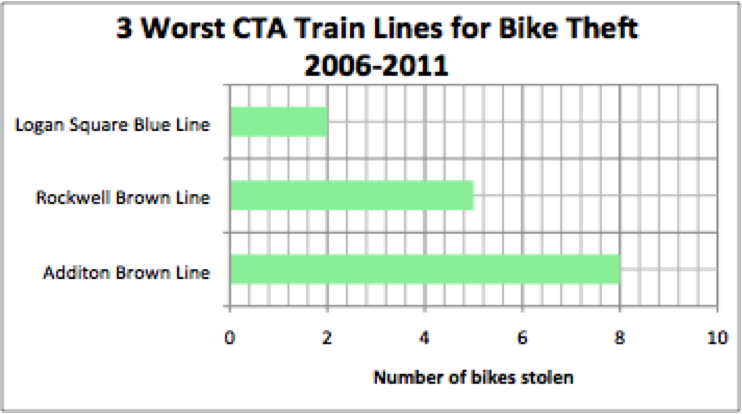 3 Worst CTA Train Lines for Bike Theft
2006-2011
Logan Square Blue Line
Rockwell Brown Line
Additon Brown Line
0 2 4 6 8 10
Number of bikes stolen